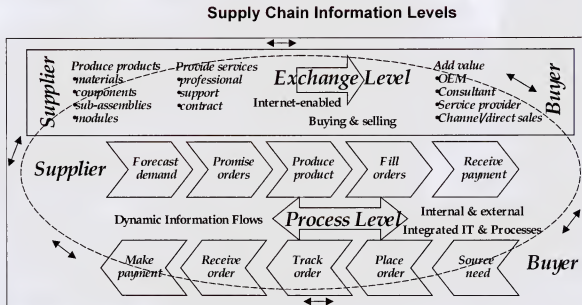 Supply Chain Information Levels
Supplier
Produce products
•materials
•components
•sub-assemblies
•modules
Provide services
•professional
•support
•contract
Exchange Level
Internet-enabled
Buying & selling
Add value
•OEM
•Consultant
•Service provider
•Channel/direct sales
Buyer
Supplier
Forecast
demand
Promise
orders
Produce
product
Fill
orders
Receive
payment
Dynamic Information Flows
Process Level
Internal & external
Integrated IT & Processes
Make
payment
Receive
order
Track
order
Place
order
Source
need
Buyer